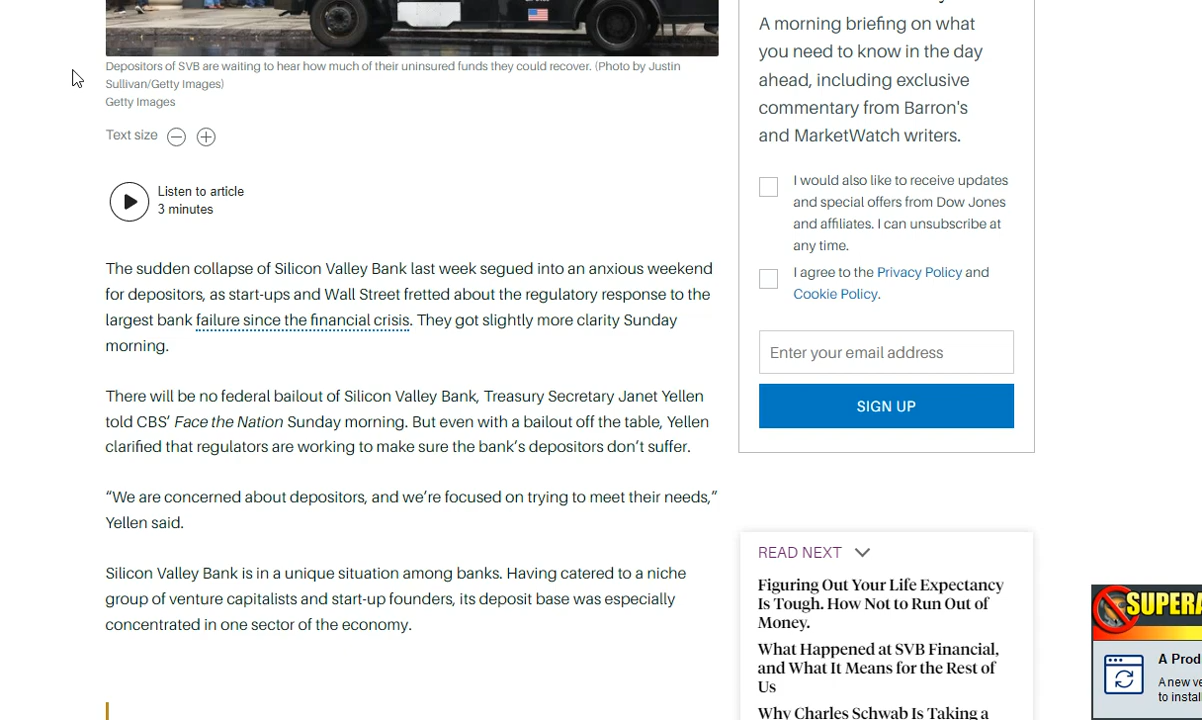 Depositors of SVB are waiting to hear how much of their uninsured funds they could recover. (Photo by Justin
Sullivan/Getty Images)
Getty Images
Text size
Listen to article
3 minutes
The sudden collapse of Silicon Valley Bank last week segued into an anxious weekend
for depositors, as start-ups and Wall Street fretted about the regulatory response to the
largest bank failure since the financial crisis. They got slightly more clarity Sunday
morning.
There will be no federal bailout of Silicon Valley Bank, Treasury Secretary Janet Yellen
told CBS’ Face the Nation Sunday morning. But even with a bailout off the table, Yellen
clarified that regulators are working to make sure the bank’s depositors don’t suffer.
“We are concerned about depositors, and we’re focused on trying to meet their needs,”
Yellen said.
Silicon Valley Bank is in a unique situation among banks. Having catered to a niche
group of venture capitalists and start-up founders, its deposit base was especially
concentrated in one sector of the economy.
A morning briefing on what
you need to know in the day
ahead, including exclusive
commentary from Barron's
and MarketWatch writers.
I would also like to receive updates
and special offers from Dow Jones
and affiliates. I can unsubscribe at
any time.
I agree to the Privacy Policy and
Cookie Policy.
Enter your email address
SIGN UP
READ NEXT
Figuring Out Your Life Expectancy
Is Tough. How Not to Run Out of
Money.
What Happened at SVB Financial,
and What It Means for the Rest of
Us
Why Charles Schwab Is Taking a
SUPERA
A Prod
A new ve
to instal